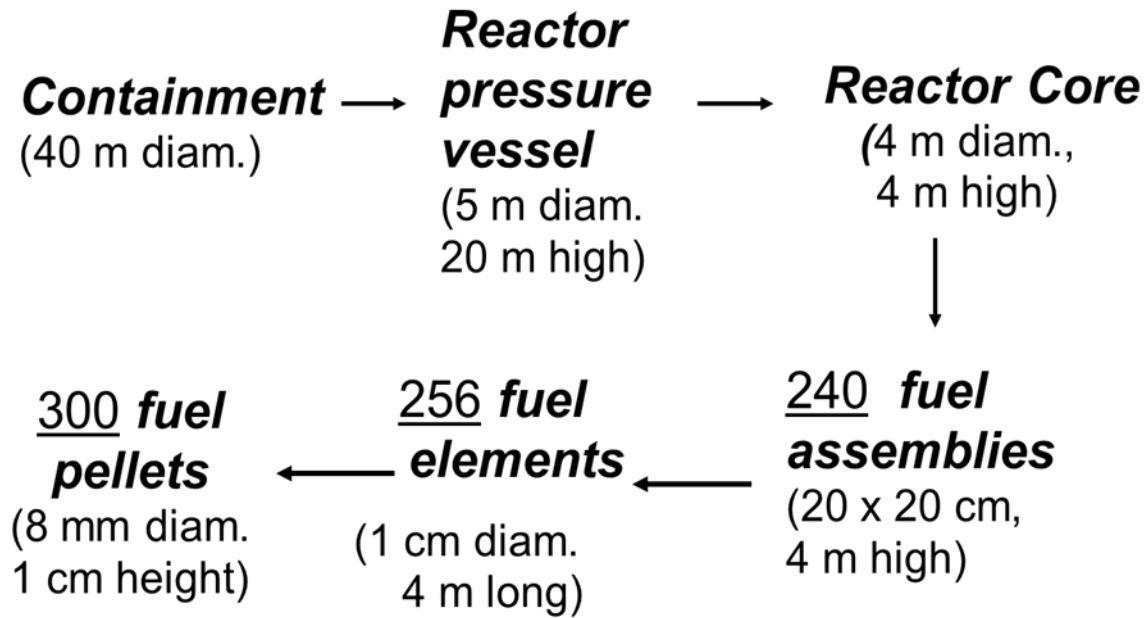 Containment
(40 m diam.)
Reactor
pressure
vessel
(5 m diam.
20 m high)
Reactor Core
(4 m diam.,
4 m high)
240 fuel
assemblies
(20 x 20 cm,
4 m high)
256 fuel
elements
(1 cm diam.
4 m long)
300 fuel
pellets
(8 mm diam.
1 cm height)